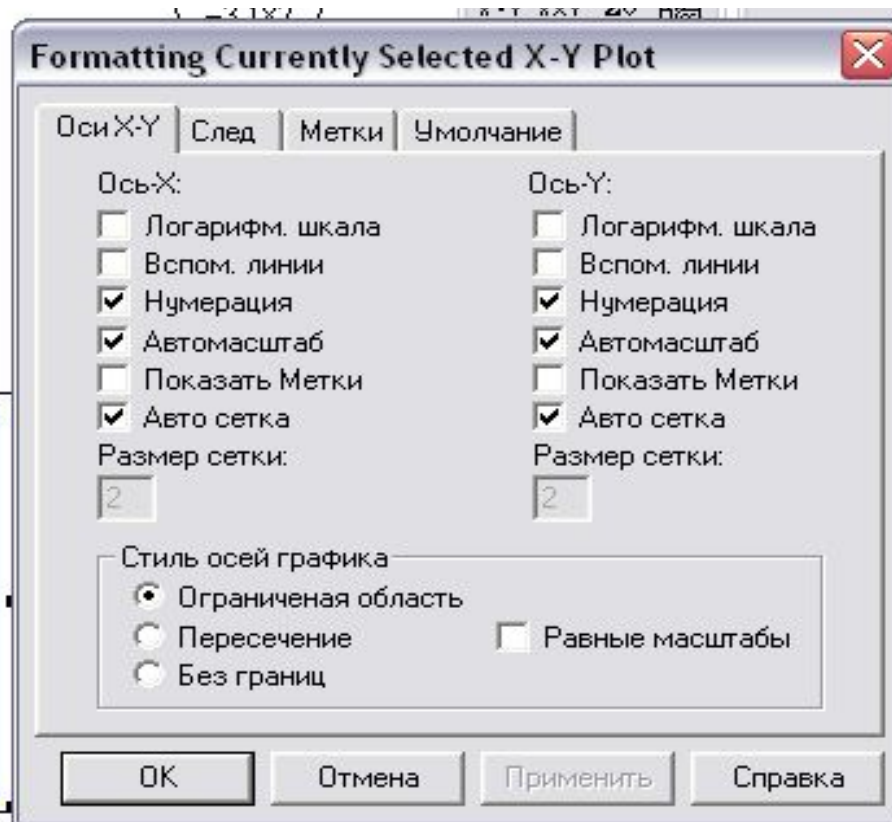 Formatting Currently Selected X-Y Plot
Оси X-Y След Метки Умолчание
Ось-X: Ось-Y:
Логарифм. шкала Логарифм. шкала
Вспом. линии Вспом. линии
Нумерация Нумерация
Автомасштаб Автомасштаб
Показать Метки Показать Метки
Авто сетка Авто сетка
Размер сетки: Размер сетки:
2 2
Стиль осей графика
Ограниченая область
Пересечение Равные масштабы
Без границ
OK Отмена Применить Справка